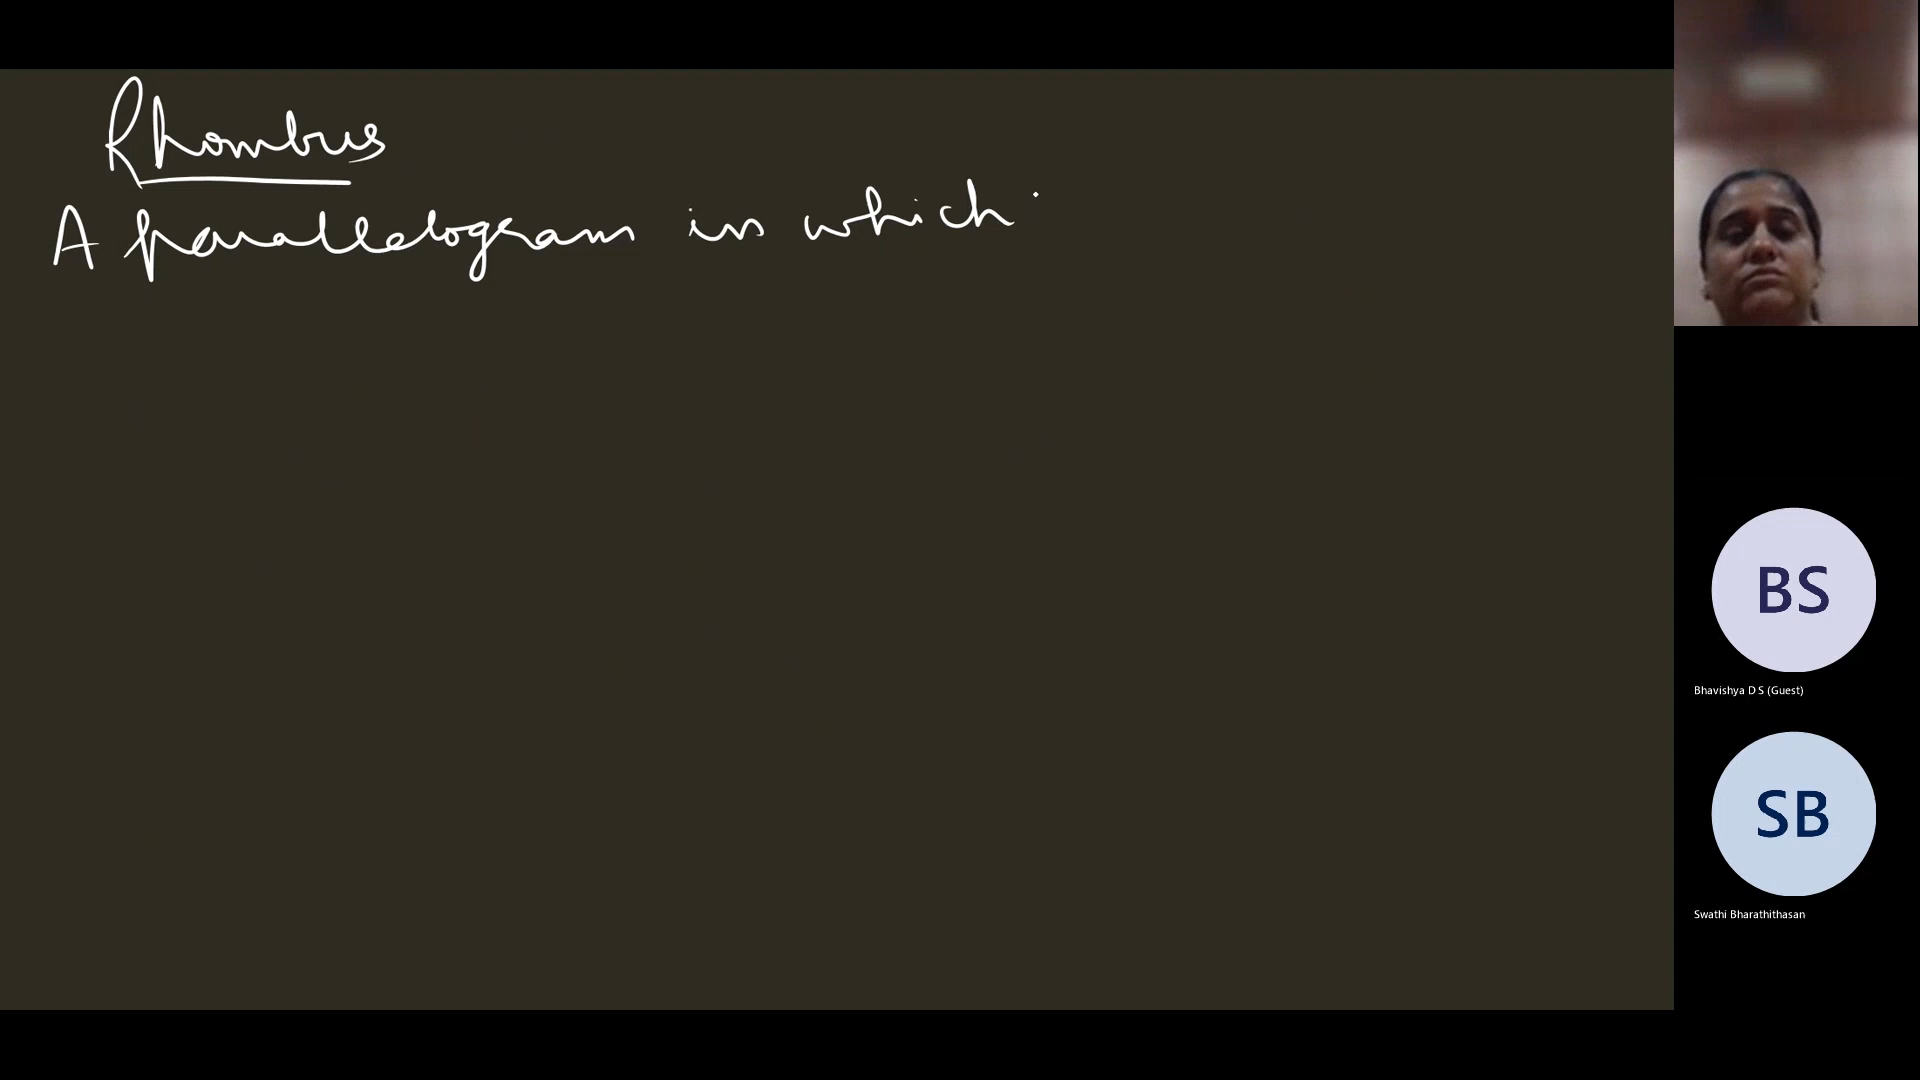 Rhombus
A parallelogram in which
BS
Bhavishya D S (Guest)
SB
Swathi Bharathithasan